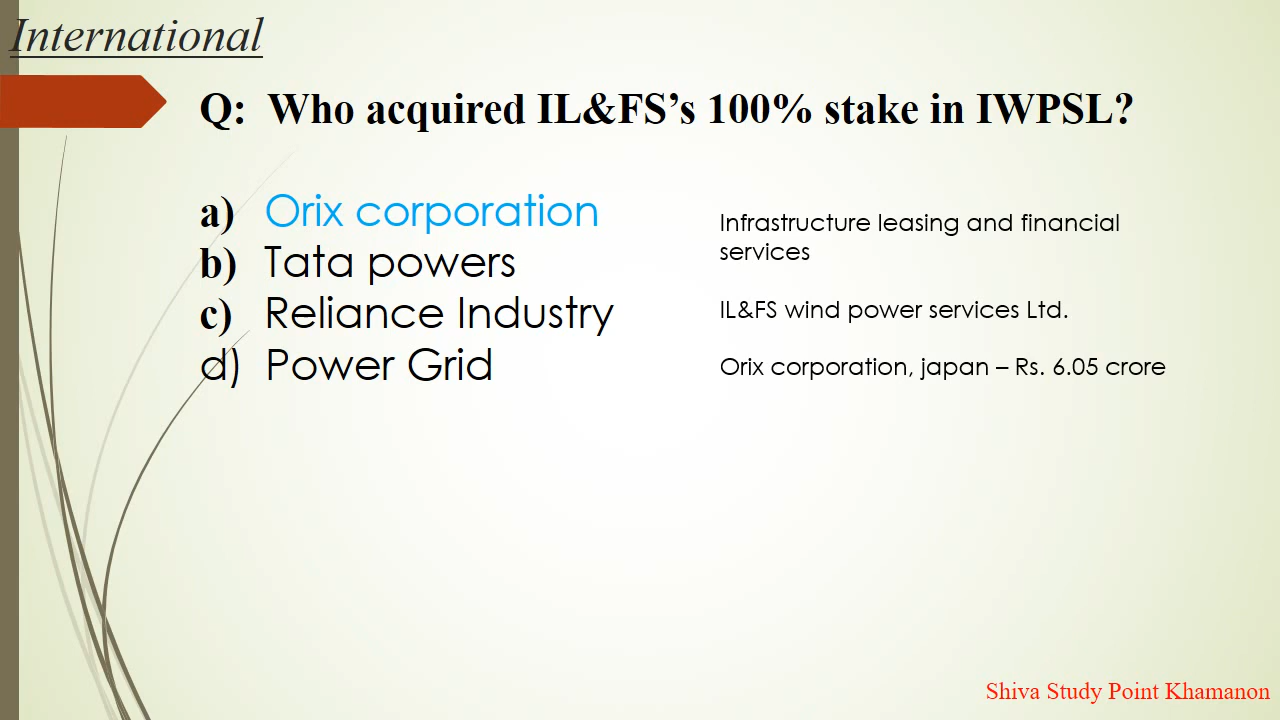 International
Q: Who acquired IL&FS’s 100% stake in IWPSL?
a) Orix corporation
b) Tata powers
c) Reliance Industry
d) Power Grid
Infrastructure leasing and financial
services
IL&FS wind power services Ltd.
Orix corporation, japan – Rs. 6.05 crore
Shiva Study Point Khamanon